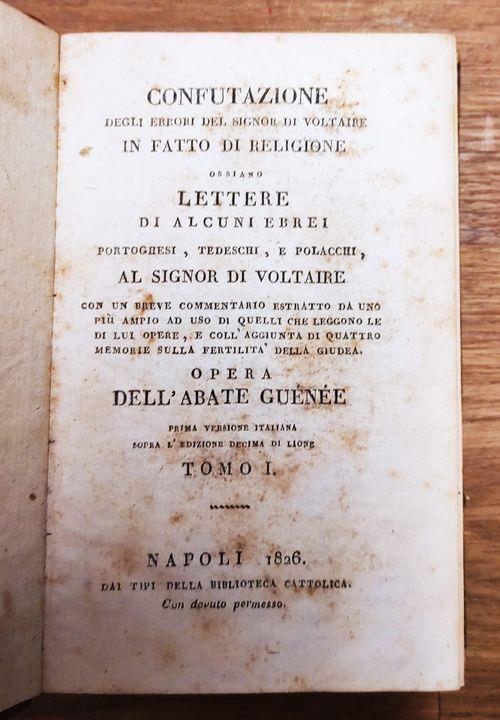 CONFUTAZIONE
DEGLI ERRORI DEL SIGNOR DI VOLTAIRE
IN FATTO DI RELIGIONE
OSSIANO
LETTERE
DI ALCUNI EBREI
PORTOGHESI, TEDESCHI, E POLACCHI,
AL SIGNOR DI VOLTAIRE
CON UN BREVE COMMENTARIO ESTRATTO DA UNO
PIÙ AMPIO AD USO DI QUELLI CHE LEGGONO LE
DI LUI OPERE, E COLL'AGGIUNTA DI QUATTRO
MEMORIE SULLA FERTILITA' DELLA GIUDEA.
OPERA
DELL'ABATE GUÉNÉE
PRIMA VERSIONE ITALIANA
SOPRA L'EDIZIONE DECIMA DI LIONE
TOMO I.
NAPOLI 1826.
DAI TIPI DELLA BIBLIOTECA CATTOLICA.
Con dovuto permesso.